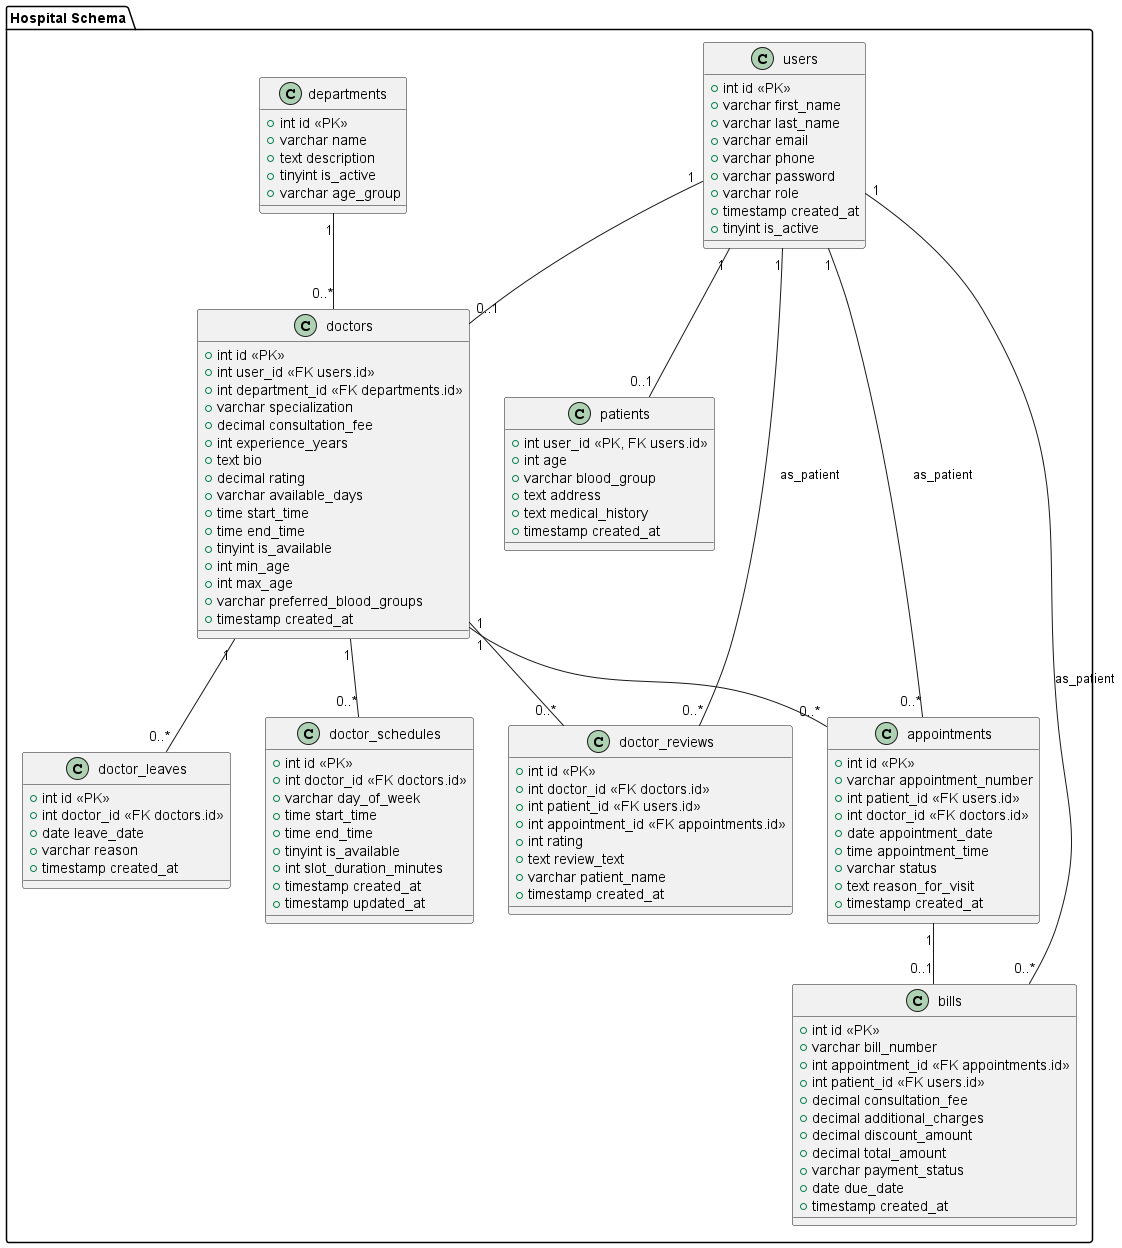 Hospital Schema
C users
int id «PK»
varchar first_name
varchar last_name
varchar email
varchar phone
varchar password
varchar role
timestamp created_at
tinyint is_active
C departments
int id «PK»
varchar name
text description
tinyint is_active
varchar age_group
1
1
1
1
1
1
0..*
0..1
C doctors
int id «PK»
int user_id «FK users.id»
int department_id «FK departments.id»
varchar specialization
decimal consultation_fee
int experience_years
text bio
decimal rating
varchar available_days
time start_time
time end_time
tinyint is_available
int min_age
int max_age
varchar preferred_blood_groups
timestamp created_at
0..1
C patients
int user_id «PK, FK users.id»
int age
varchar blood_group
text address
text medical_history
timestamp created_at
as_patient
as_patient
as_patient
1
1
1
1
0..*
0..*
0..*
0..*
0..*
0..*
C doctor_leaves
int id «PK»
int doctor_id «FK doctors.id»
date leave_date
varchar reason
timestamp created_at
C doctor_schedules
int id «PK»
int doctor_id «FK doctors.id»
varchar day_of_week
time start_time
time end_time
tinyint is_available
int slot_duration_minutes
timestamp created_at
timestamp updated_at
C doctor_reviews
int id «PK»
int doctor_id «FK doctors.id»
int patient_id «FK users.id»
int appointment_id «FK appointments.id»
int rating
text review_text
varchar patient_name
timestamp created_at
C appointments
int id «PK»
varchar appointment_number
int patient_id «FK users.id»
int doctor_id «FK doctors.id»
date appointment_date
time appointment_time
varchar status
text reason_for_visit
timestamp created_at
1
0..1
0..*
C bills
int id «PK»
varchar bill_number
int appointment_id «FK appointments.id»
int patient_id «FK users.id»
decimal consultation_fee
decimal additional_charges
decimal discount_amount
decimal total_amount
varchar payment_status
date due_date
timestamp created_at